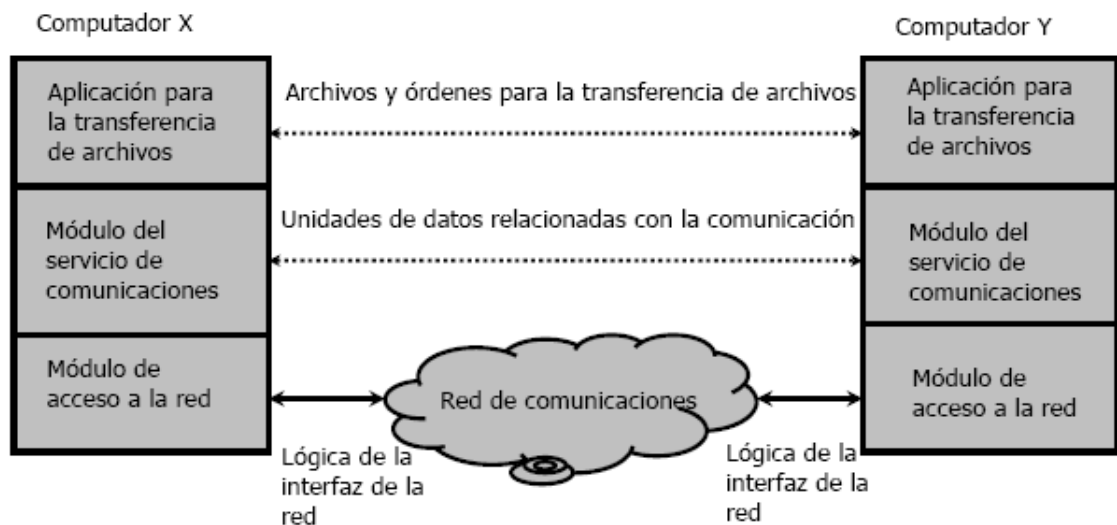 Computador X
Computador Y
Aplicación para
la transferencia
de archivos
Archivos y órdenes para la transferencia de archivos
Aplicación para
la transferencia
de archivos
Módulo del
servicio de
comunicaciones
Unidades de datos relacionadas con la comunicación
Módulo del
servicio de
comunicaciones
Módulo de
acceso a la red
Red de comunicaciones
Módulo de
acceso a la red
Lógica de la
interfaz de la
red
Lógica de la
interfaz de la
red